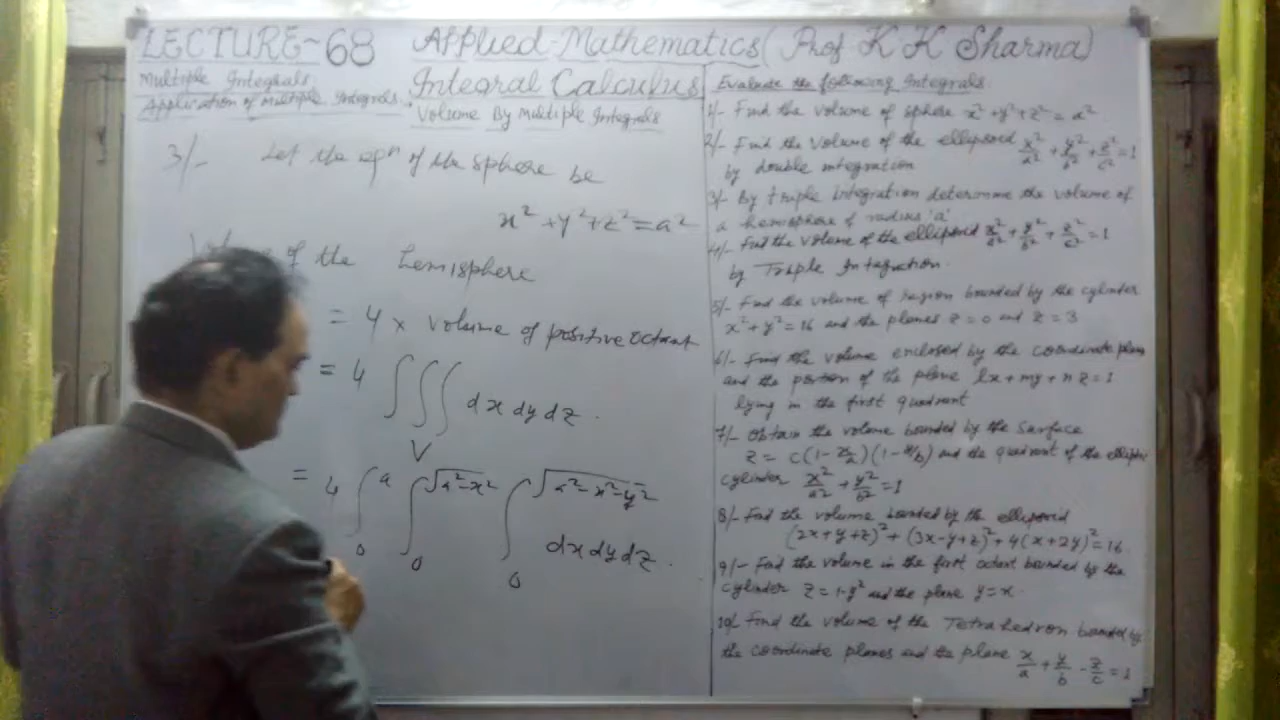 LECTURE-68 Applied-Mathematics (Prof K K Sharma)
Multiple Integrals
Application of multiple Integrals.
Integral Calculus
Volume By Multiple Integrals
3/- Let the eqⁿ of the sphere be
x² + y² + z² = a²
of the hemisphere
= 4 × volume of positive octant
= 4 ∫∫∫ dx dy dz .
V
= 4 ∫₀ᵃ ∫₀^√(a²-x²) ∫₀^√(a²-x²-y²)
dx dy dz .
Evaluate the following Integrals
1/- Find the volume of sphere x² + y² + z² = a²
2/- Find the volume of the ellipsoid x²/a² + y²/b² + z²/c² = 1
by double integration
3/- By triple integration determine the volume of
a hemisphere of radius 'a'
4/- Find the volume of the ellipsoid x²/a² + y²/b² + z²/c² = 1
by Triple Integration.
5/- Find the volume of region bounded by the cylinder
x² + y² = 16 and the planes z = 0 and z = 3
6/- Find the volume enclosed by the coordinate plans
and the portion of the plane lx + my + nz = 1
lying in the first quadrant
7/- Obtain the volume bounded by the surface
z = c(1 - x/a)(1 - y/b) and the quadrant of the elliptic
cylinder x²/a² + y²/b² = 1
8/- Find the volume bounded by the ellipsoid
(2x+y+z)² + (3x-y+z)² + 4(x+2y)² = 16.
9/- Find the volume in the first octant bounded by the
cylinder z = 1-y² and the plane y = x.
10/- Find the volume of the Tetrahedron bounded by
the coordinate planes and the plane x/a + y/b - z/c = 1